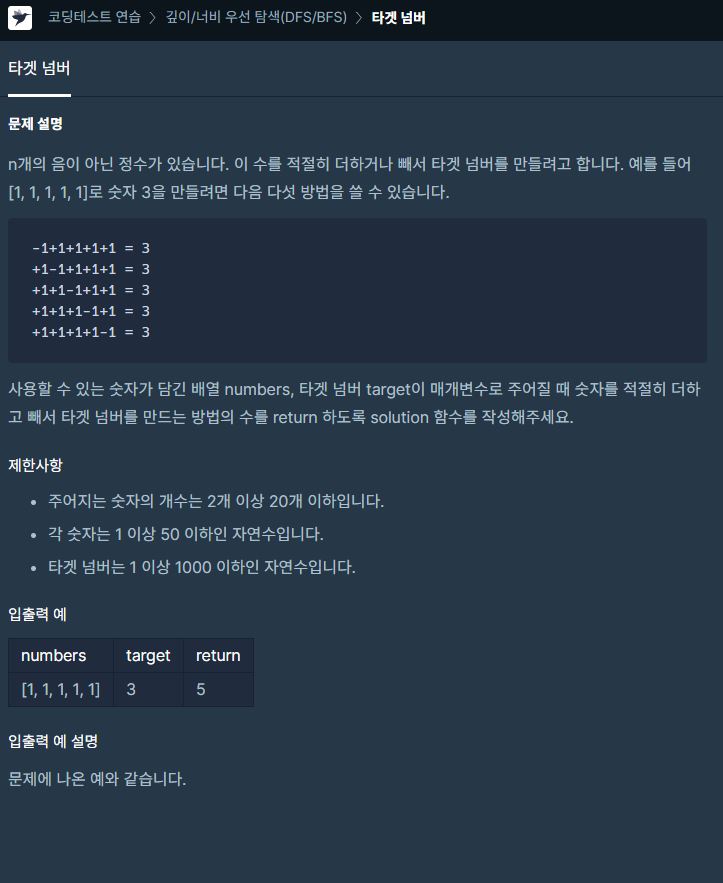 코딩테스트 연습 > 깊이/너비 우선 탐색(DFS/BFS) > 타겟 넘버
타겟 넘버
문제 설명
n개의 음이 아닌 정수가 있습니다. 이 수를 적절히 더하거나 빼서 타겟 넘버를 만들려고 합니다. 예를 들어
[1, 1, 1, 1, 1]로 숫자 3을 만들려면 다음 다섯 방법을 쓸 수 있습니다.
-1+1+1+1+1 = 3
+1-1+1+1+1 = 3
+1+1-1+1+1 = 3
+1+1+1-1+1 = 3
+1+1+1+1-1 = 3
사용할 수 있는 숫자가 담긴 배열 numbers, 타겟 넘버 target이 매개변수로 주어질 때 숫자를 적절히 더하
고 빼서 타겟 넘버를 만드는 방법의 수를 return 하도록 solution 함수를 작성해주세요.
제한사항
• 주어지는 숫자의 개수는 2개 이상 20개 이하입니다.
• 각 숫자는 1 이상 50 이하인 자연수입니다.
• 타겟 넘버는 1 이상 1000 이하인 자연수입니다.
입출력 예
numbers target return
[1, 1, 1, 1, 1] 3 5
입출력 예 설명
문제에 나온 예와 같습니다.